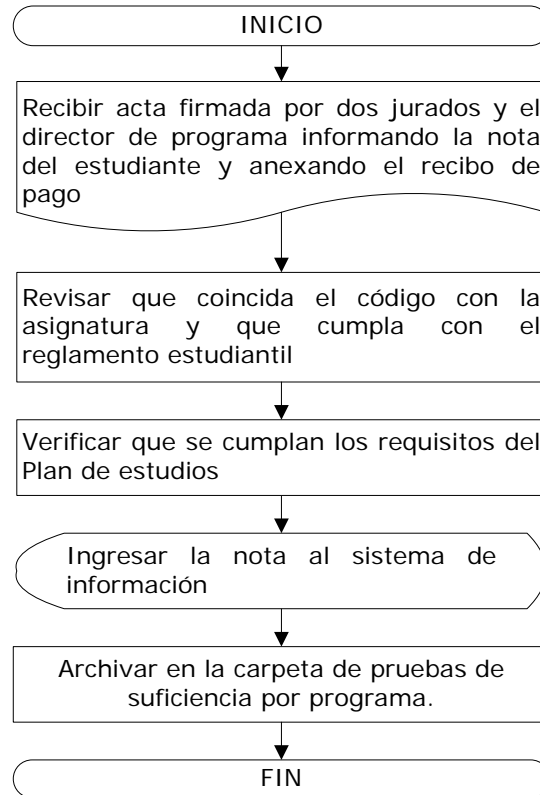 INICIO
Recibir acta firmada por dos jurados y el
director de programa informando la nota
del estudiante y anexando el recibo de
pago
Revisar que coincida el código con la
asignatura y que cumpla con el
reglamento estudiantil
Verificar que se cumplan los requisitos del
Plan de estudios
Ingresar la nota al sistema de
información
Archivar en la carpeta de pruebas de
suficiencia por programa.
FIN